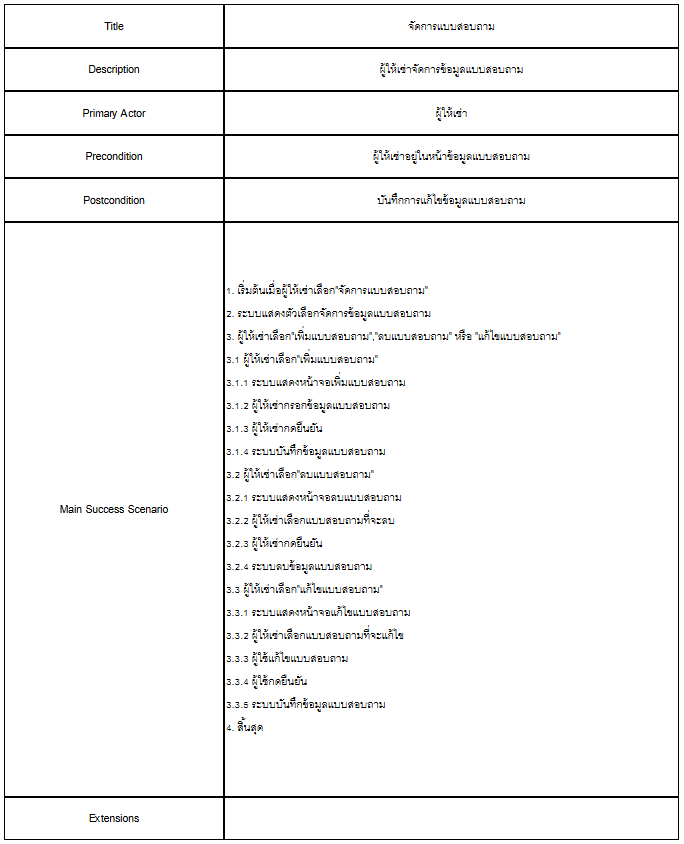 Title
จัดการแบบสอบถาม
Description
ผู้ให้เช่าจัดการข้อมูลแบบสอบถาม
Primary Actor
ผู้ให้เช่า
Precondition
ผู้ให้เช่าอยู่ในหน้าข้อมูลแบบสอบถาม
Postcondition
บันทึกการแก้ไขข้อมูลแบบสอบถาม
Main Success Scenario
1. เริ่มต้นเมื่อผู้ให้เช่าเลือก"จัดการแบบสอบถาม"
2. ระบบแสดงตัวเลือกจัดการข้อมูลแบบสอบถาม
3. ผู้ให้เช่าเลือก"เพิ่มแบบสอบถาม","ลบแบบสอบถาม" หรือ "แก้ไขแบบสอบถาม"
3.1 ผู้ให้เช่าเลือก"เพิ่มแบบสอบถาม"
3.1.1 ระบบแสดงหน้าจอเพิ่มแบบสอบถาม
3.1.2 ผู้ให้เช่ากรอกข้อมูลแบบสอบถาม
3.1.3 ผู้ให้เช่ากดยืนยัน
3.1.4 ระบบบันทึกข้อมูลแบบสอบถาม
3.2 ผู้ให้เช่าเลือก"ลบแบบสอบถาม"
3.2.1 ระบบแสดงหน้าจอลบแบบสอบถาม
3.2.2 ผู้ให้เช่าเลือกแบบสอบถามที่จะลบ
3.2.3 ผู้ให้เช่ากดยืนยัน
3.2.4 ระบบลบข้อมูลแบบสอบถาม
3.3 ผู้ให้เช่าเลือก"แก้ไขแบบสอบถาม"
3.3.1 ระบบแสดงหน้าจอแก้ไขแบบสอบถาม
3.3.2 ผู้ให้เช่าเลือกแบบสอบถามที่จะแก้ไข
3.3.3 ผู้ใช้แก้ไขแบบสอบถาม
3.3.4 ผู้ใช้กดยืนยัน
3.3.5 ระบบบันทึกข้อมูลแบบสอบถาม
4. สิ้นสุด
Extensions